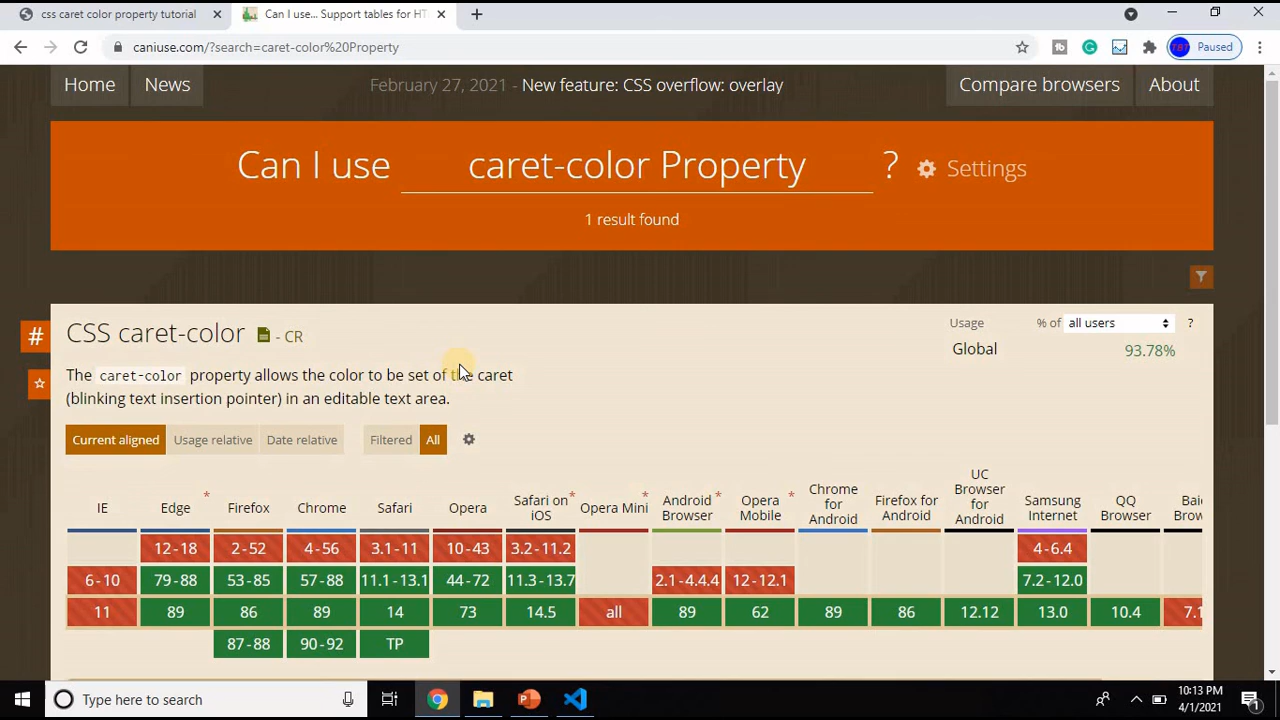 css caret color property tutorial
Can I use... Support tables for HT
caniuse.com/?search=caret-color%20Property
TBT Paused
Home
News
February 27, 2021 - New feature: CSS overflow: overlay
Compare browsers
About
Can I use caret-color Property ? Settings
1 result found
# CSS caret-color - CR
Usage % of all users ?
Global 93.78%
The caret-color property allows the color to be set of the caret
(blinking text insertion pointer) in an editable text area.
Current aligned Usage relative Date relative Filtered All
IE Edge * Firefox Chrome Safari Opera Safari on iOS * Opera Mini * Android Browser * Opera Mobile * Chrome for Android Firefox for Android UC Browser for Android Samsung Internet QQ Browser Baid Brow
12-18 2-52 4-56 3.1-11 10-43 3.2-11.2 4-6.4
6-10 79-88 53-85 57-88 11.1-13.1 44-72 11.3-13.7 2.1-4.4.4 12-12.1 7.2-12.0
11 89 86 89 14 73 14.5 all 89 62 89 86 12.12 13.0 10.4 7.1
87-88 90-92 TP
Type here to search
10:13 PM
4/1/2021
1